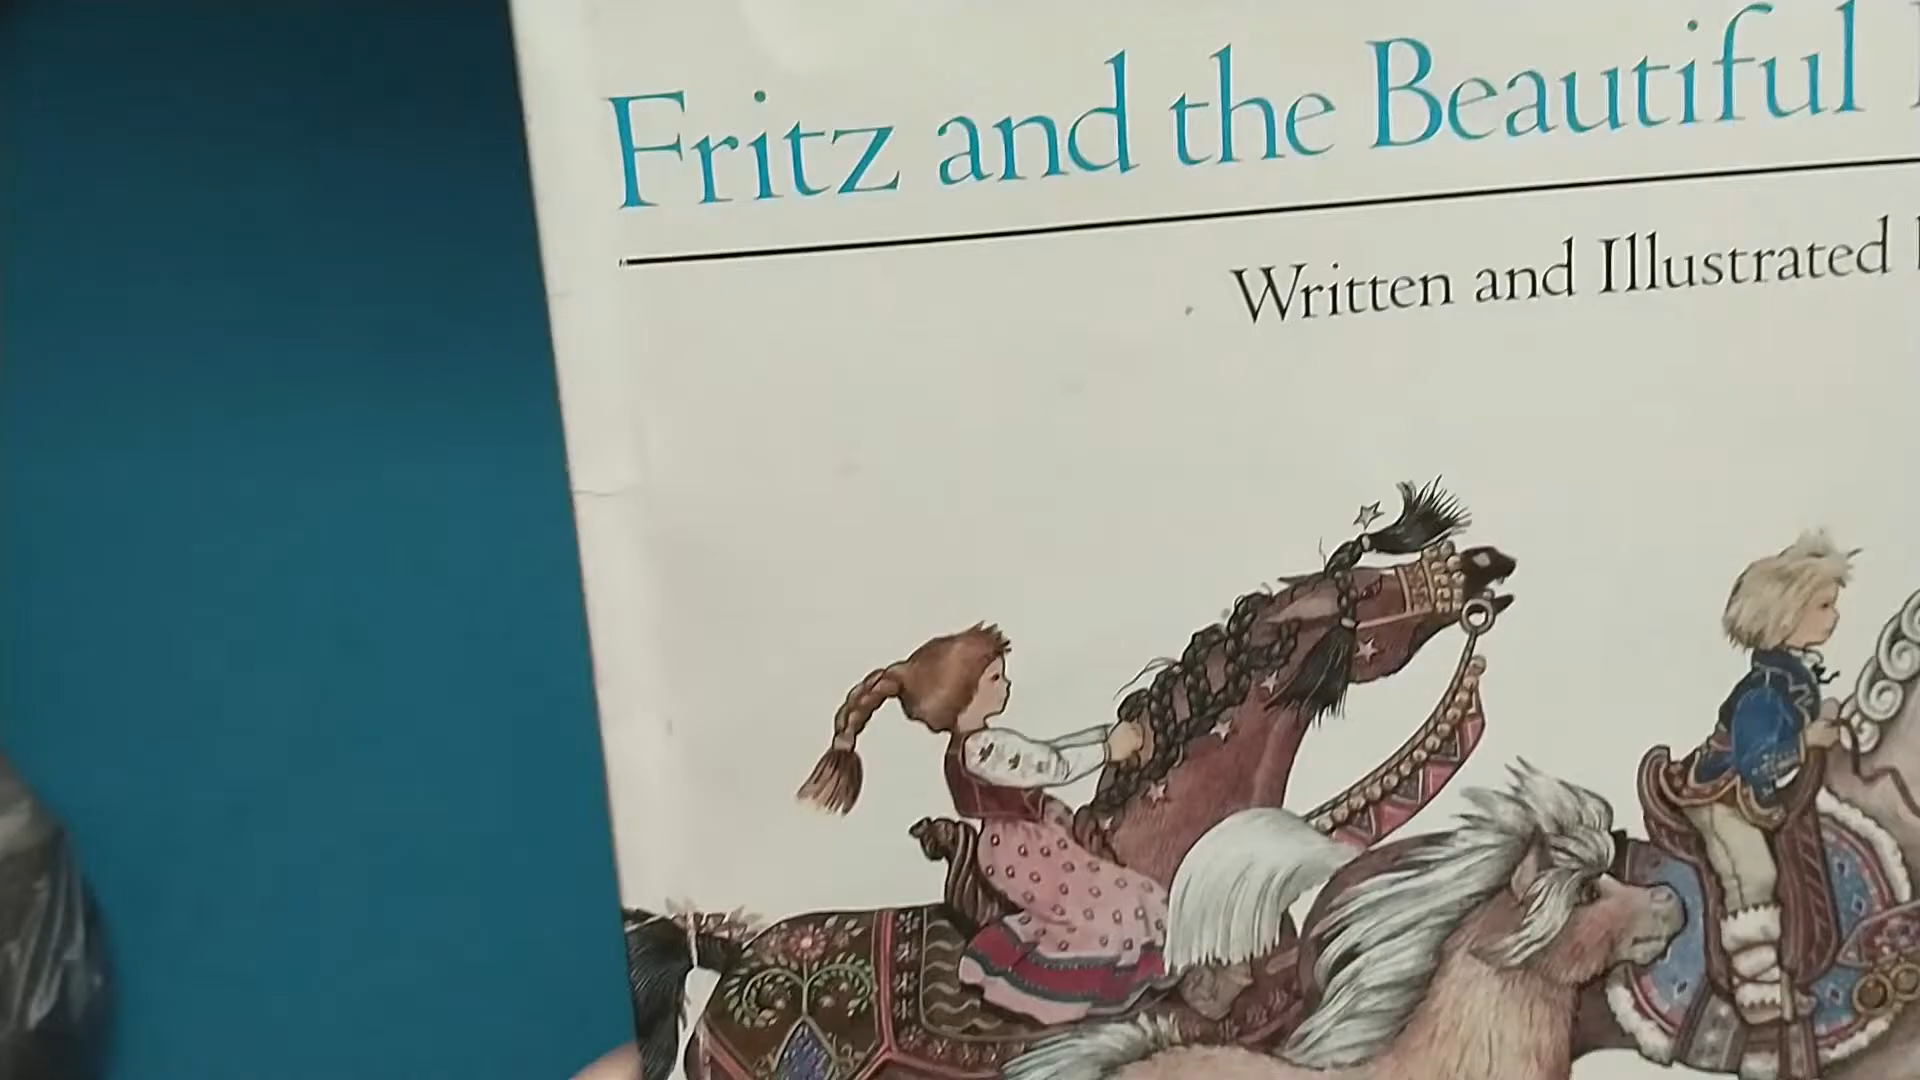 Fritz and the Beautiful
Written and Illustrated